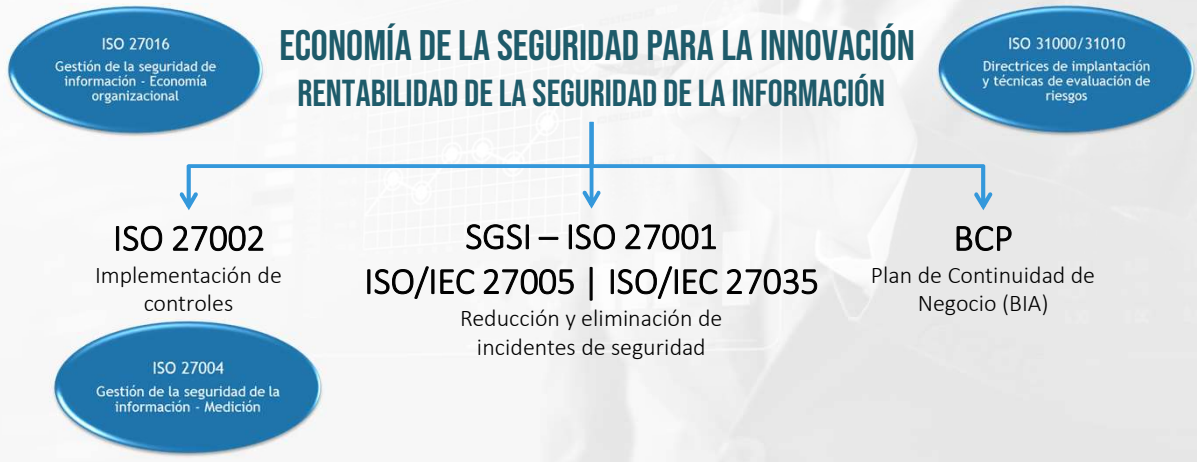 ISO 27016
Gestión de la seguridad de
información - Economía
organizacional
ECONOMÍA DE LA SEGURIDAD PARA LA INNOVACIÓN
RENTABILIDAD DE LA SEGURIDAD DE LA INFORMACIÓN
ISO 31000/31010
Directrices de implantación
y técnicas de evaluación de
riesgos
ISO 27002
Implementación de
controles
ISO 27004
Gestión de la seguridad de la
información - Medición
SGSI – ISO 27001
ISO/IEC 27005 | ISO/IEC 27035
Reducción y eliminación de
incidentes de seguridad
BCP
Plan de Continuidad de
Negocio (BIA)